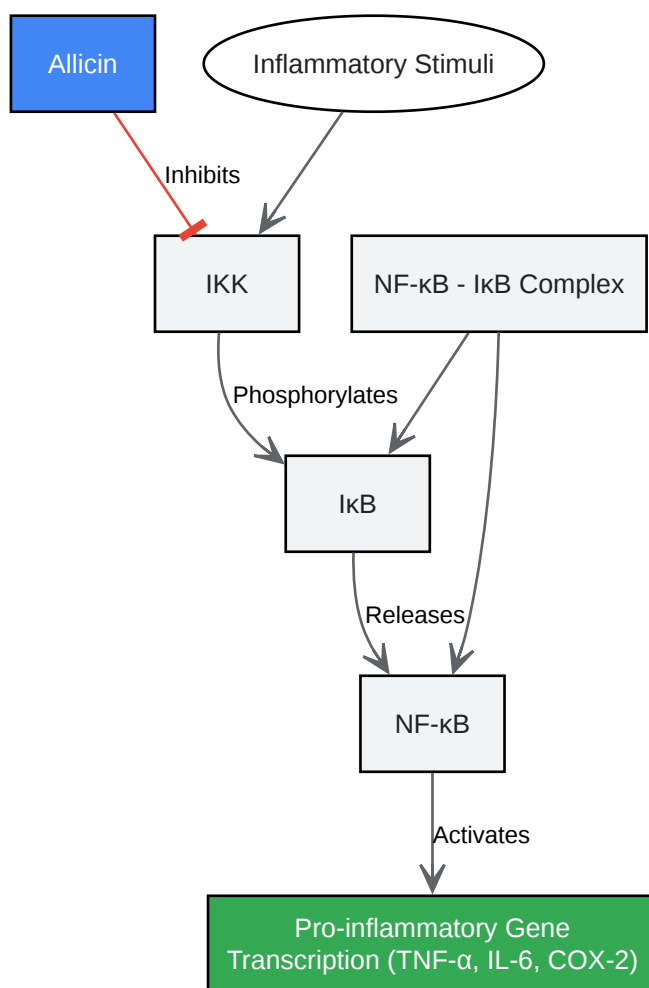 Allicin
Inflammatory Stimuli
Inhibits
IKK
NF-κB - IκB Complex
Phosphorylates
IκB
Releases
NF-κB
Activates
Pro-inflammatory Gene
Transcription (TNF-α, IL-6, COX-2)